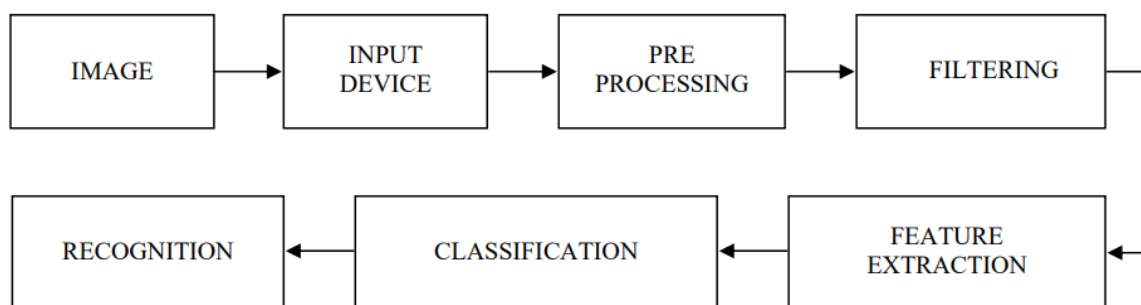 IMAGE
INPUT
DEVICE
PRE
PROCESSING
FILTERING
FEATURE
EXTRACTION
CLASSIFICATION
RECOGNITION